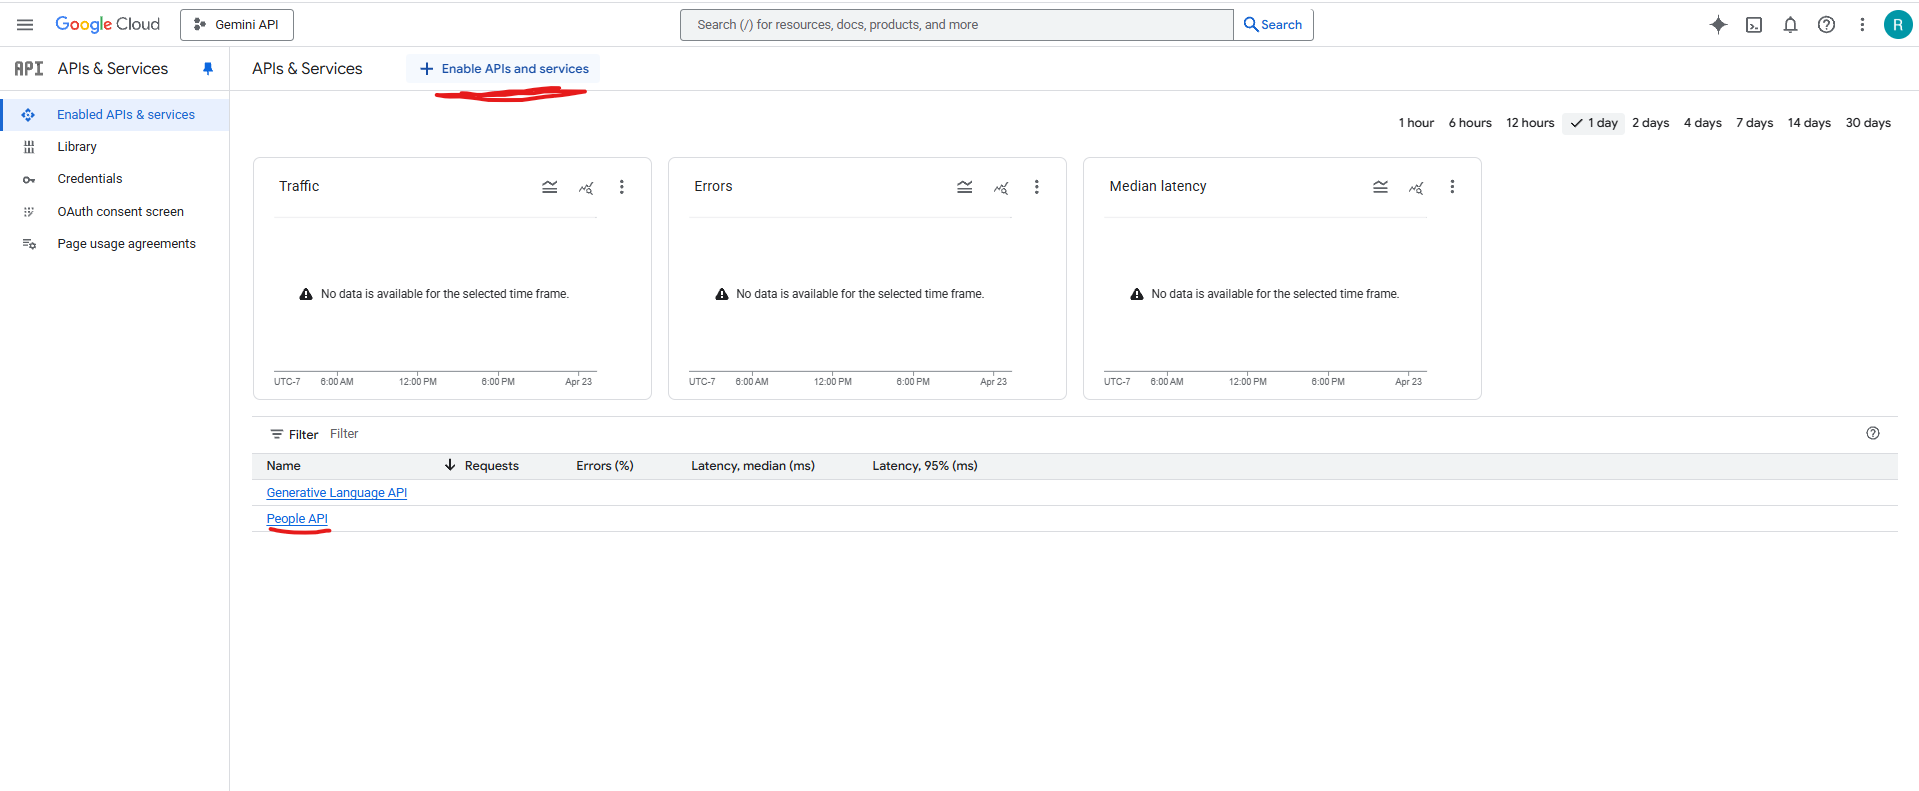 Google Cloud
Gemini API
Search (/) for resources, docs, products, and more
Search
R
API APIs & Services
APIs & Services
Enable APIs and services
Enabled APIs & services
Library
Credentials
OAuth consent screen
Page usage agreements
1 hour 6 hours 12 hours 1 day 2 days 4 days 7 days 14 days 30 days
Traffic
No data is available for the selected time frame.
UTC-7 6:00 AM 12:00 PM 6:00 PM Apr 23
Errors
No data is available for the selected time frame.
UTC-7 6:00 AM 12:00 PM 6:00 PM Apr 23
Median latency
No data is available for the selected time frame.
UTC-7 6:00 AM 12:00 PM 6:00 PM Apr 23
Filter Filter
Name Requests Errors (%) Latency, median (ms) Latency, 95% (ms)
Generative Language API
People API